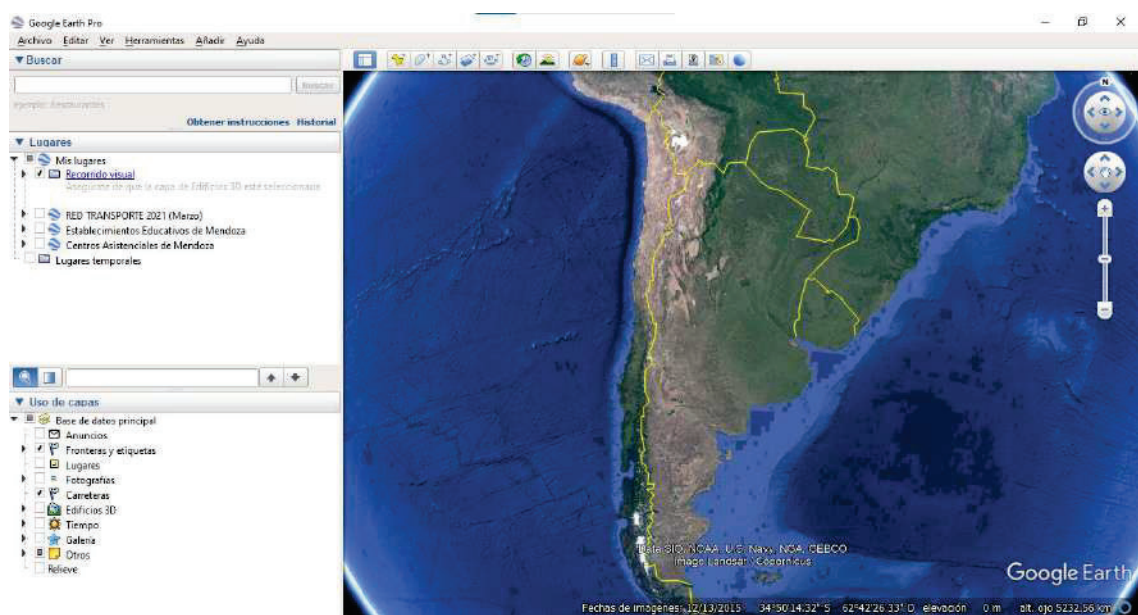 Google Earth Pro
Archivo Editar Ver Herramientas Añadir Ayuda
Buscar
Buscar
ejemplo: Restaurantes
Obtener instrucciones Historial
Lugares
Mis lugares
Recorrido visual
Asegúrate de que la capa de Edificios 3D esté seleccionada
RED TRANSPORTE 2021 (Marzo)
Establecimientos Educativos de Mendoza
Centros Asistenciales de Mendoza
Lugares temporales
Uso de capas
Base de datos principal
Anuncios
Fronteras y etiquetas
Lugares
Fotografías
Carreteras
Edificios 3D
Tiempo
Galería
Otros
Relieve
N
Data SIO, NOAA, U.S. Navy, NGA, GEBCO
Image Landsat / Copernicus
Google Earth
Fechas de imágenes: 12/13/2015 34°50'14.32" S 62°42'26.33" O elevación 0 m alt. ojo 5232.56 km